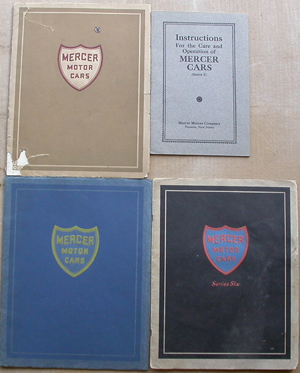 MERCER
MOTOR
CARS
Instructions
For the Care and
Operation of
MERCER
CARS
Mercer Motors Company
Trenton, New Jersey
MERCER
MOTOR
CARS
MERCER
MOTOR
CARS
Series Six